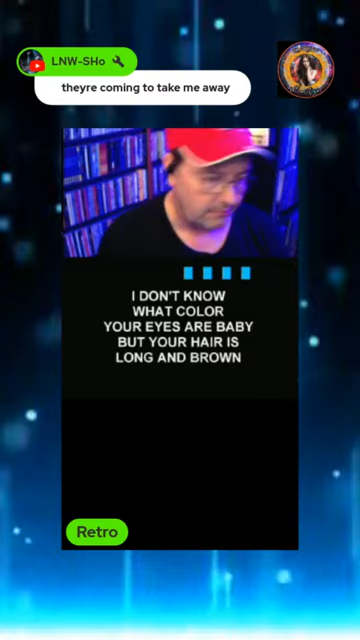 LNW-SHo
theyre coming to take me away
I DON'T KNOW
WHAT COLOR
YOUR EYES ARE BABY
BUT YOUR HAIR IS
LONG AND BROWN
Retro